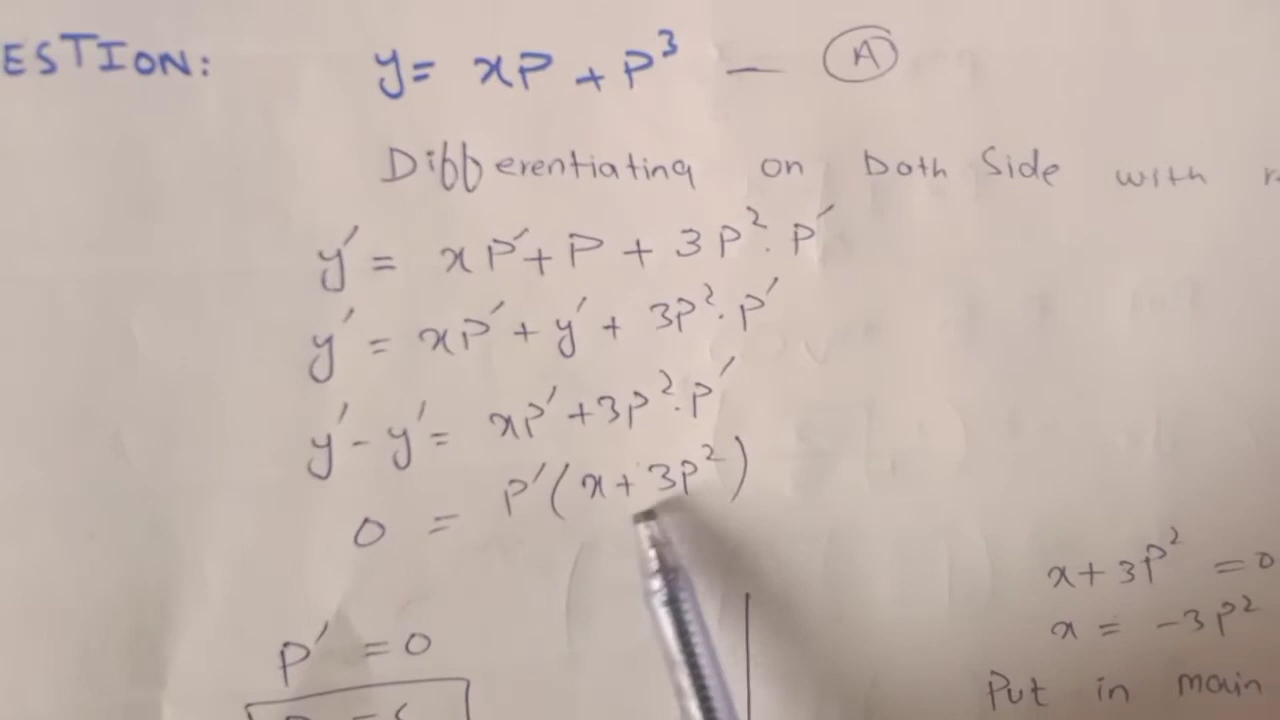 ESTION: y = xP + P³ — (A)
Differentiating on both Side with
y′ = xP′ + P + 3P². P′
y′ = xP′ + y′ + 3P². P′
y′ - y′ = xP′ + 3P². P′
0 = P′(x + 3P²)
P′ = 0
x + 3P² = 0
x = -3P²
Put in main